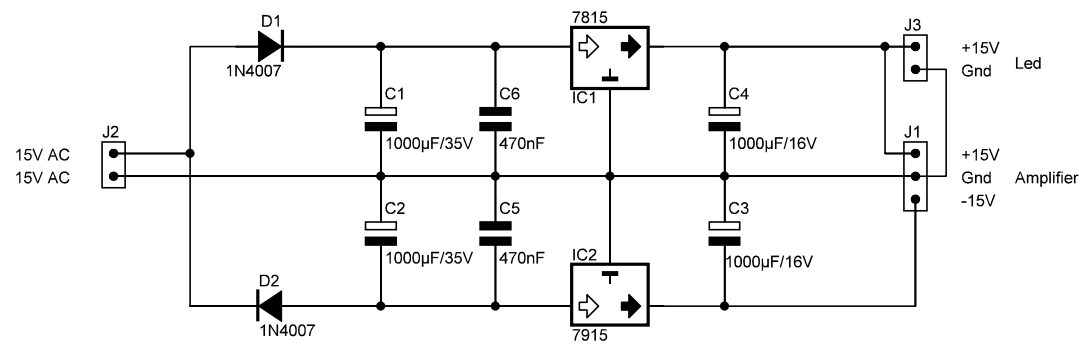 D1
7815
J3
+15V
1N4007
Gnd
Led
IC1
C1
C6
C4
J2
1000µF/35V
470nF
1000µF/16V
J1
15V AC
+15V
15V AC
Gnd
Amplifier
-15V
C2
C5
C3
1000µF/35V
470nF
IC2
1000µF/16V
D2
1N4007
7915